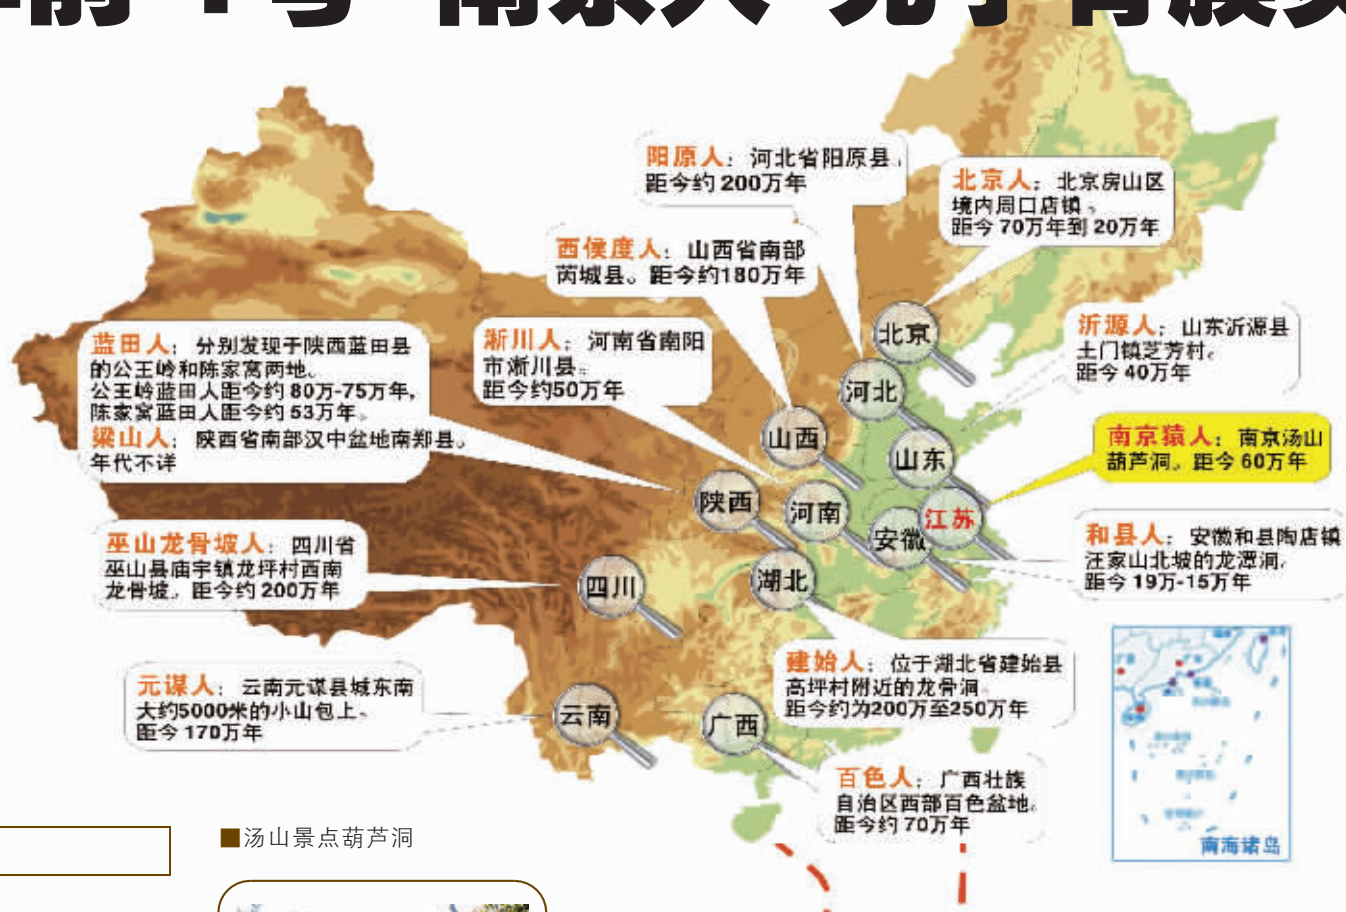 前 1号 南京人 死于骨膜炎
阳原人：河北省阳原县，
距今约 200万年
北京人：北京房山区
境内周口店镇，
距今 70万年到 20万年
西侯度人：山西省南部
芮城县。距今约180万年
蓝田人：分别发现于陕西蓝田县
的公王岭和陈家窝两地。
公王岭蓝田人距今约 80万-75万年，
陈家窝蓝田人距今约 53万年。
梁山人：陕西省南部汉中盆地南郑县。
年代不详
淅川人：河南省南阳
市淅川县。
距今约50万年
沂源人：山东沂源县
土门镇芝芳村。
距今 40万年
南京猿人：南京汤山
葫芦洞。距今 60万年
和县人：安徽和县陶店镇
汪家山北坡的龙潭洞，
距今 19万-15万年
巫山龙骨坡人：四川省
巫山县庙宇镇龙坪村西南
龙骨坡。距今约 200万年
元谋人：云南元谋县城东南
大约5000米的小山包上。
距今 170万年
建始人：位于湖北省建始县
高坪村附近的龙骨洞。
距今约为200万至250万年
百色人：广西壮族
自治区西部百色盆地。
距今约 70万年
北京
河北
山西
山东
陕西
河南
安徽
江苏
四川
湖北
云南
广西
南海诸岛
■汤山景点葫芦洞